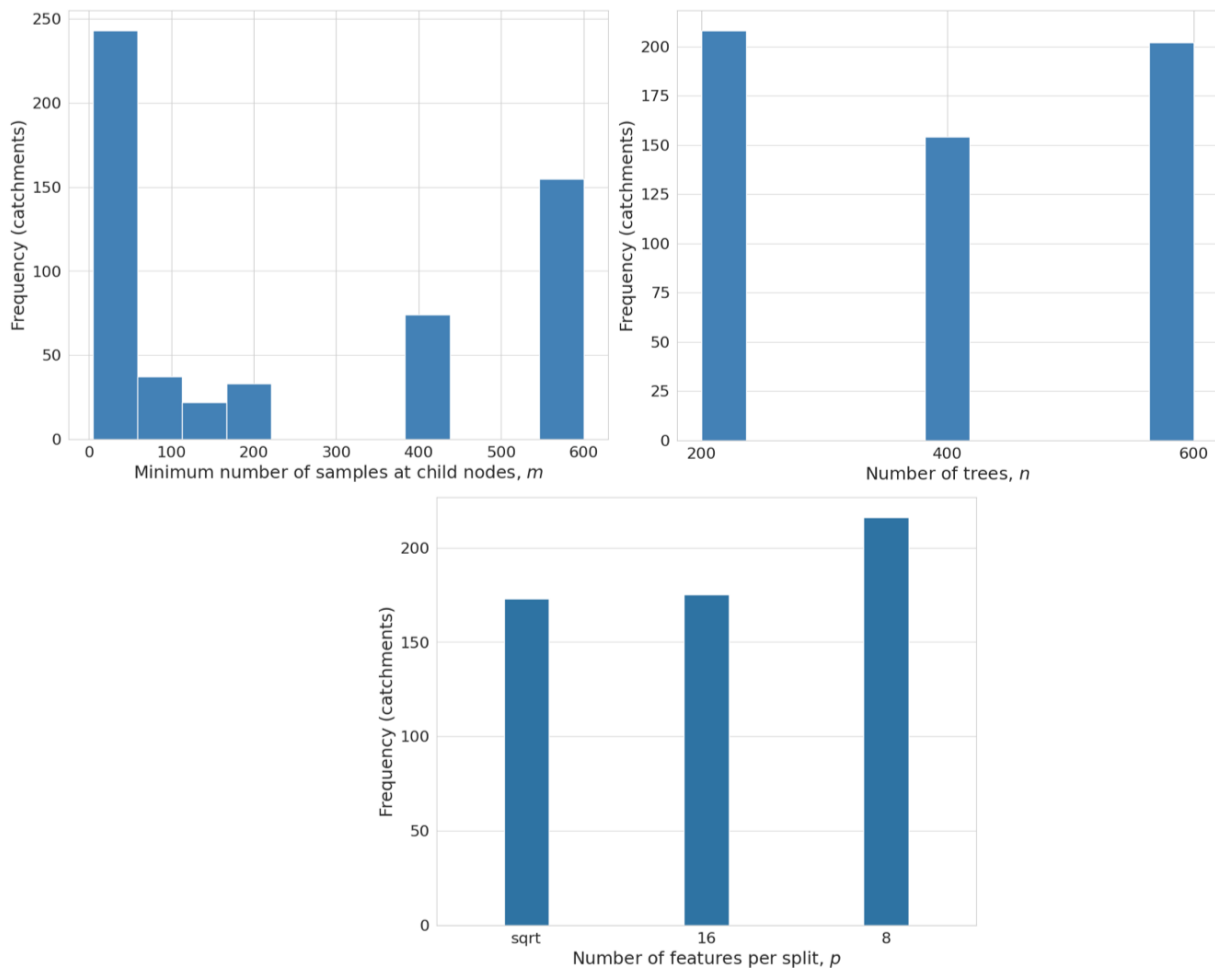 250
200
150
100
50
0
Frequency (catchments)
0 100 200 300 400 500 600
Minimum number of samples at child nodes, m
200
175
150
125
100
75
50
25
0
Frequency (catchments)
200 400 600
Number of trees, n
200
150
100
50
0
Frequency (catchments)
sqrt 16 8
Number of features per split, p